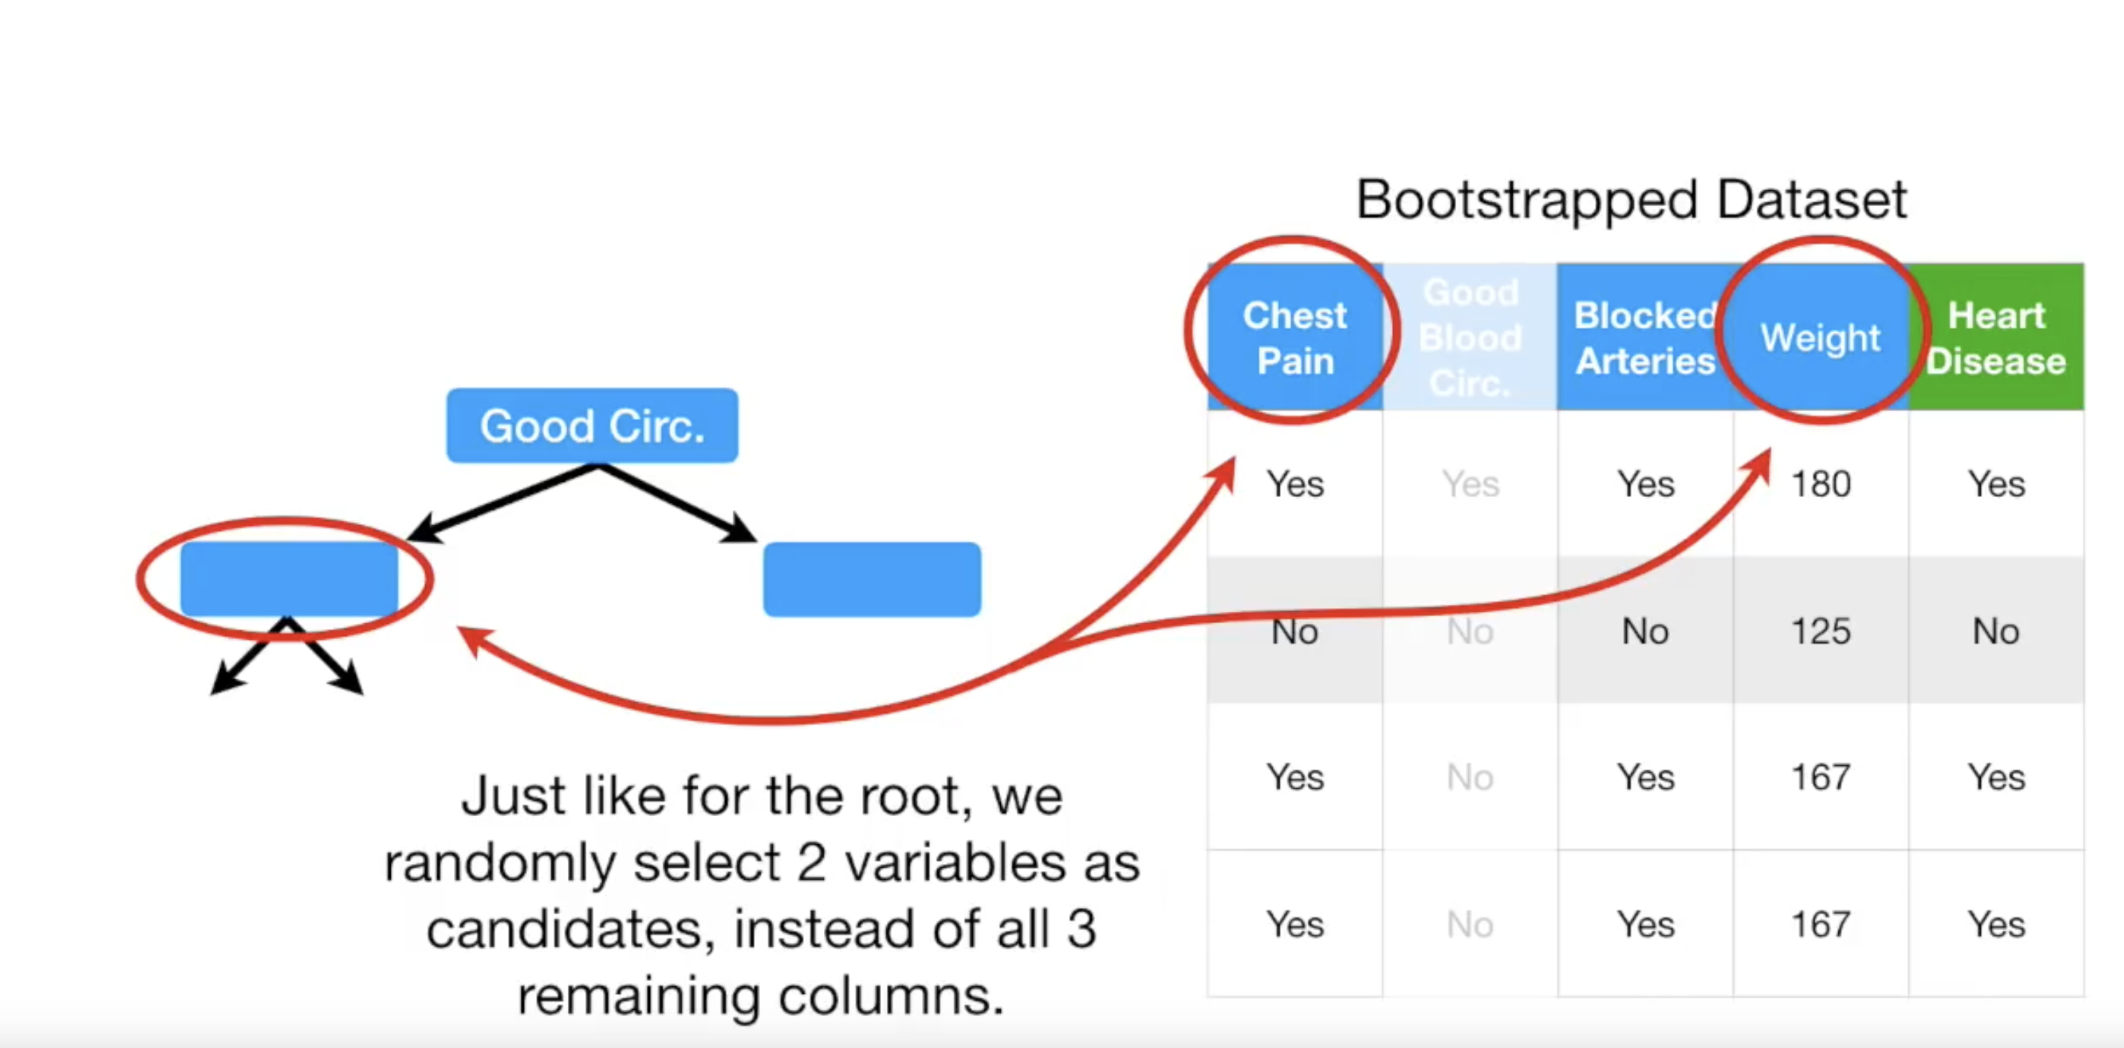 Bootstrapped Dataset
Chest
Pain
Good
Blood
Circ.
Blocked
Arteries
Weight
Heart
Disease
Yes Yes Yes 180 Yes
No No No 125 No
Yes No Yes 167 Yes
Yes No Yes 167 Yes
Good Circ.
Just like for the root, we
randomly select 2 variables as
candidates, instead of all 3
remaining columns.